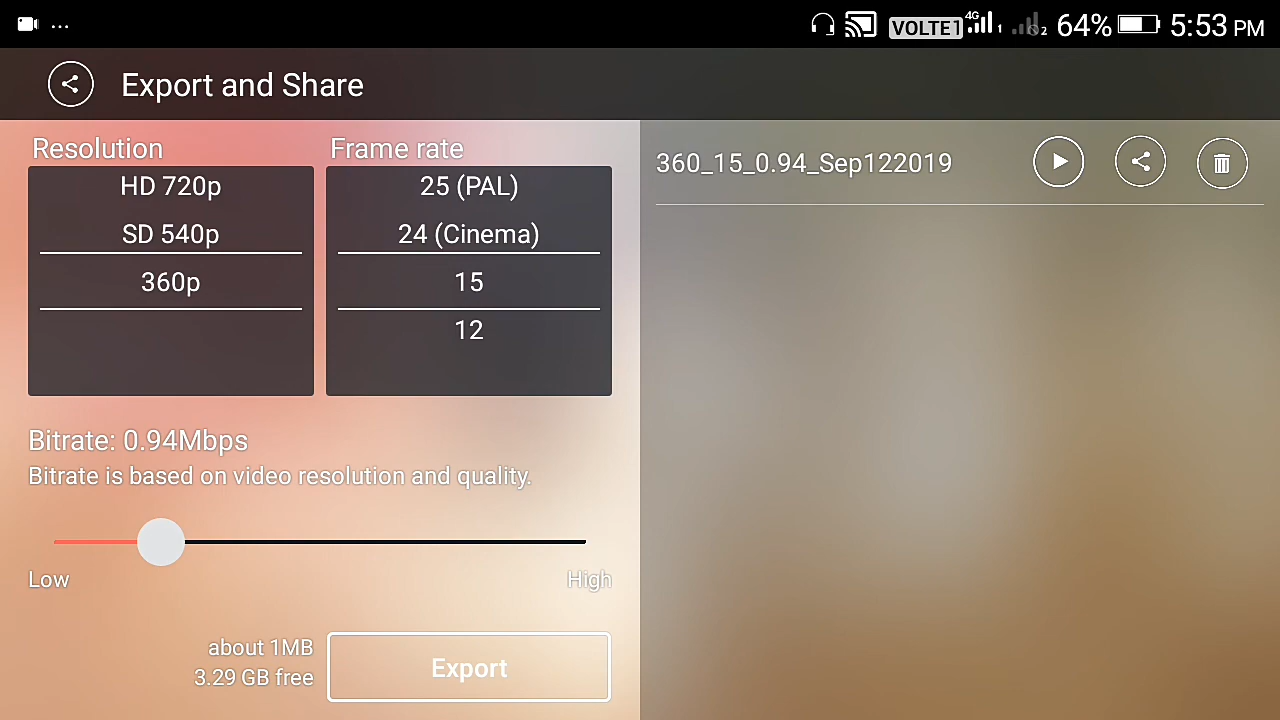 ... VOLTE1 4G 1 2 64% 5:53 PM
Export and Share
Resolution
HD 720p
SD 540p
360p
Frame rate
25 (PAL)
24 (Cinema)
15
12
Bitrate: 0.94Mbps
Bitrate is based on video resolution and quality.
Low High
about 1MB
3.29 GB free
Export
360_15_0.94_Sep122019